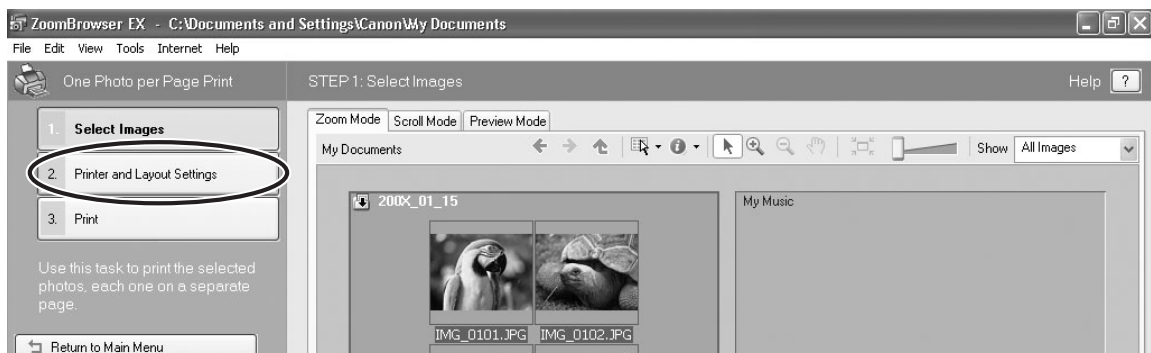 ZoomBrowser EX - C:\Documents and Settings\Canon\My Documents
File Edit View Tools Internet Help
One Photo per Page Print
STEP 1: Select Images
Help ?
1. Select Images
2. Printer and Layout Settings
3. Print
Use this task to print the selected
photos, each one on a separate
page.
Return to Main Menu
Zoom Mode Scroll Mode Preview Mode
My Documents
Show All Images
200X_01_15
My Music
IMG_0101.JPG IMG_0102.JPG